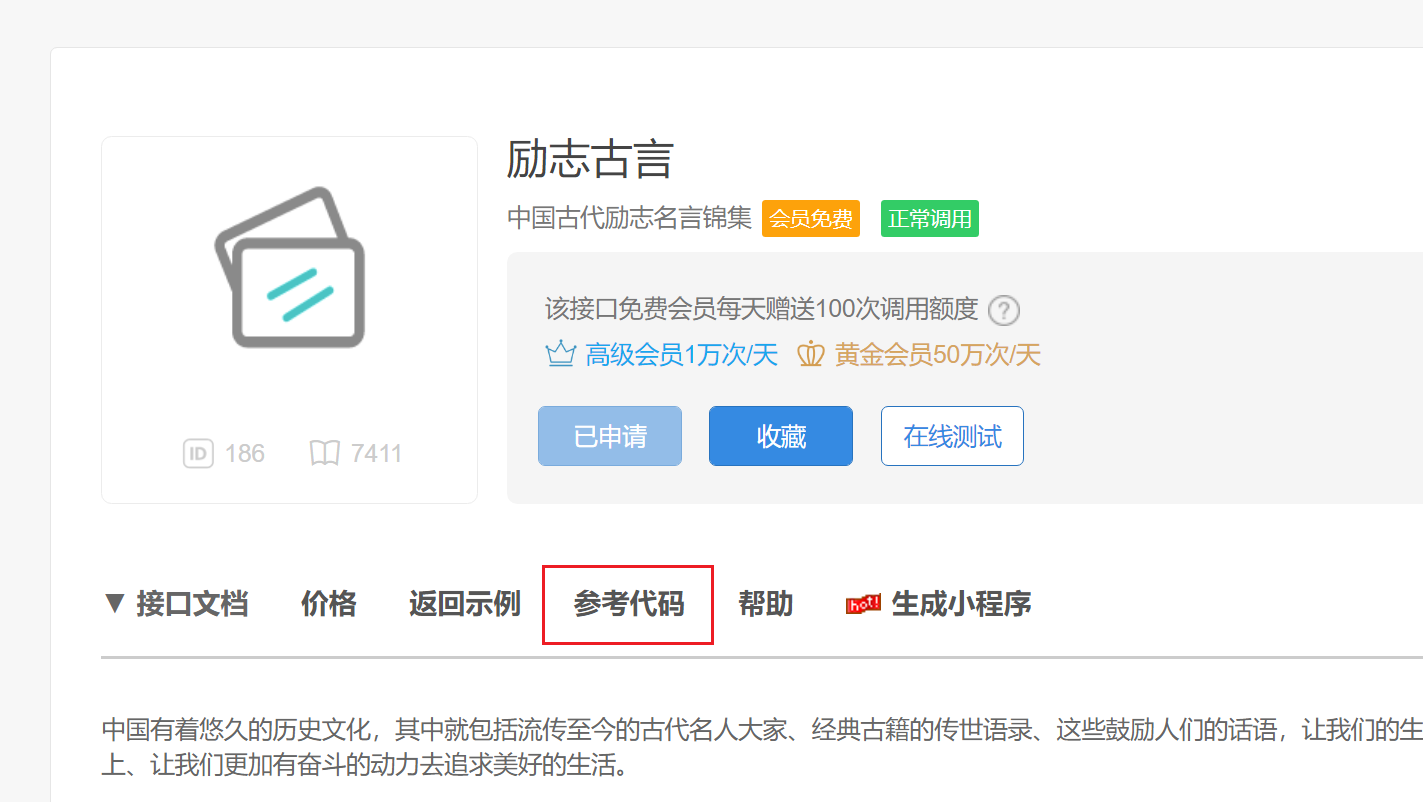 励志古言
中国古代励志名言锦集 会员免费 正常调用
该接口免费会员每天赠送100次调用额度 ?
高级会员1万次/天 黄金会员50万次/天
已申请 收藏 在线测试
ID 186 7411
▼ 接口文档 价格 返回示例 参考代码 帮助 hot! 生成小程序
中国有着悠久的历史文化，其中就包括流传至今的古代名人大家、经典古籍的传世语录、这些鼓励人们的话语，让我们的生
上、让我们更加有奋斗的动力去追求美好的生活。